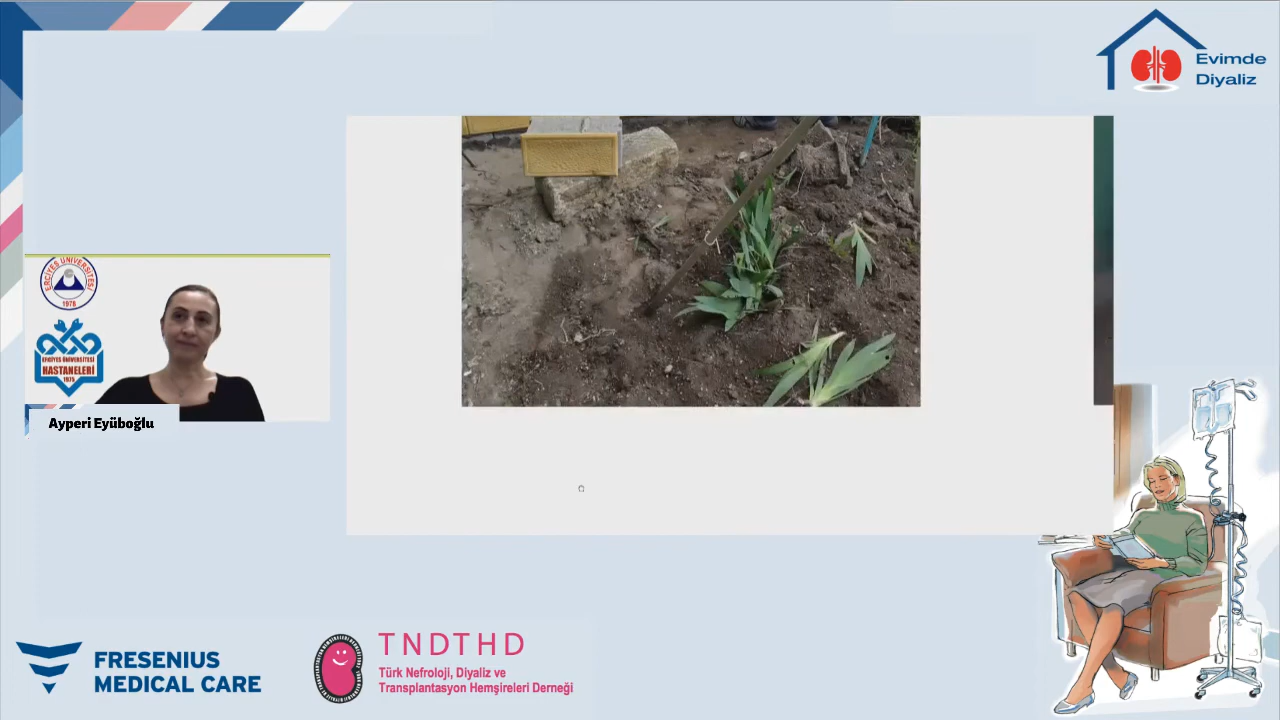 Evimde
Diyaliz
ERCİYES ÜNİVERSİTESİ
1978
ERCİYES ÜNİVERSİTESİ
HASTANELERİ
1975
Ayperi Eyüboğlu
FRESENIUS
MEDICAL CARE
TNDTHD
Türk Nefroloji, Diyaliz ve
Transplantasyon Hemşireleri Derneği